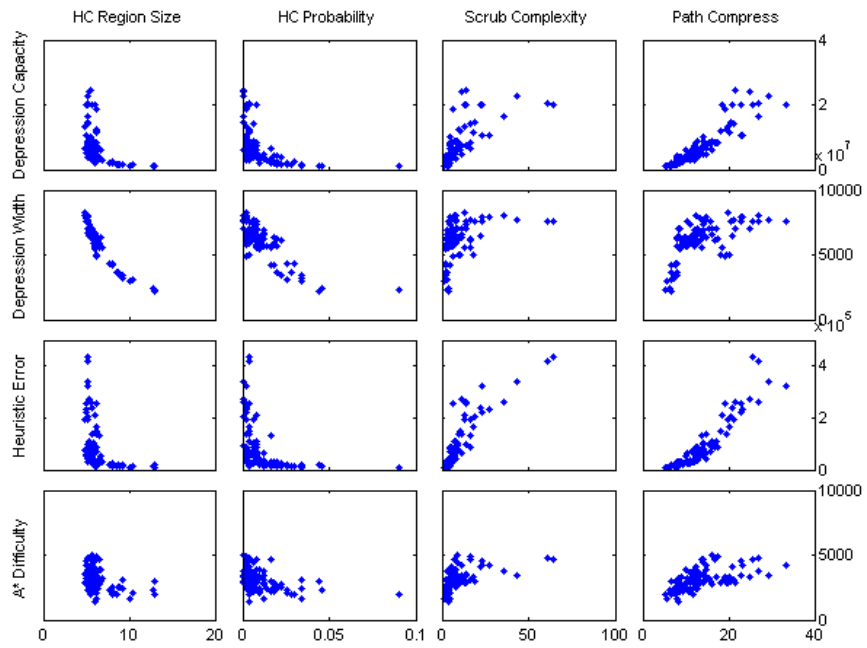 HC Region Size HC Probability Scrub Complexity Path Compress
Depression Capacity
4
2
0
x 10^7
Depression Width
10000
5000
0
x 10^5
Heuristic Error
4
2
0
A* Difficulty
10000
5000
0
0 10 20 0 0.05 0.1 0 50 100 0 20 40